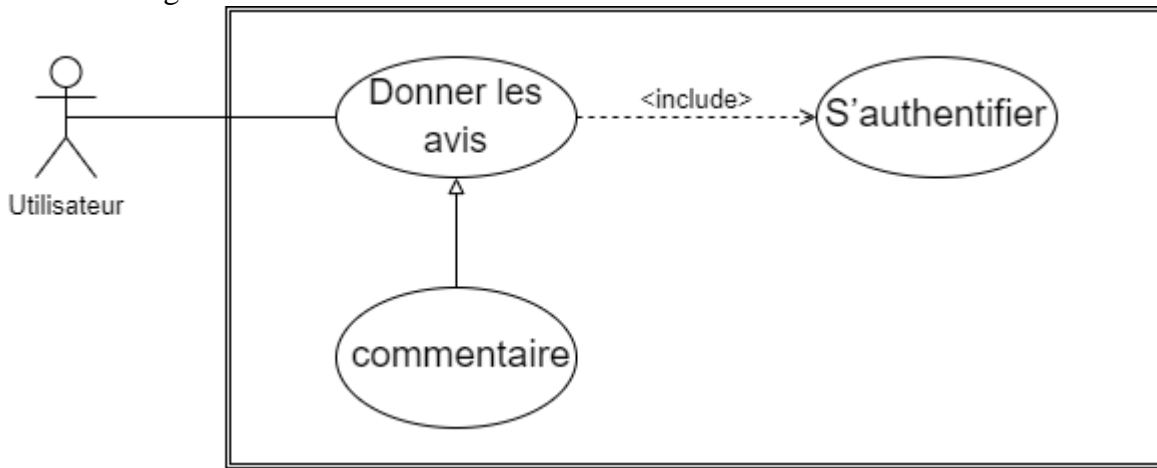 Donner les
avis
<include>
S'authentifier
Utilisateur
commentaire